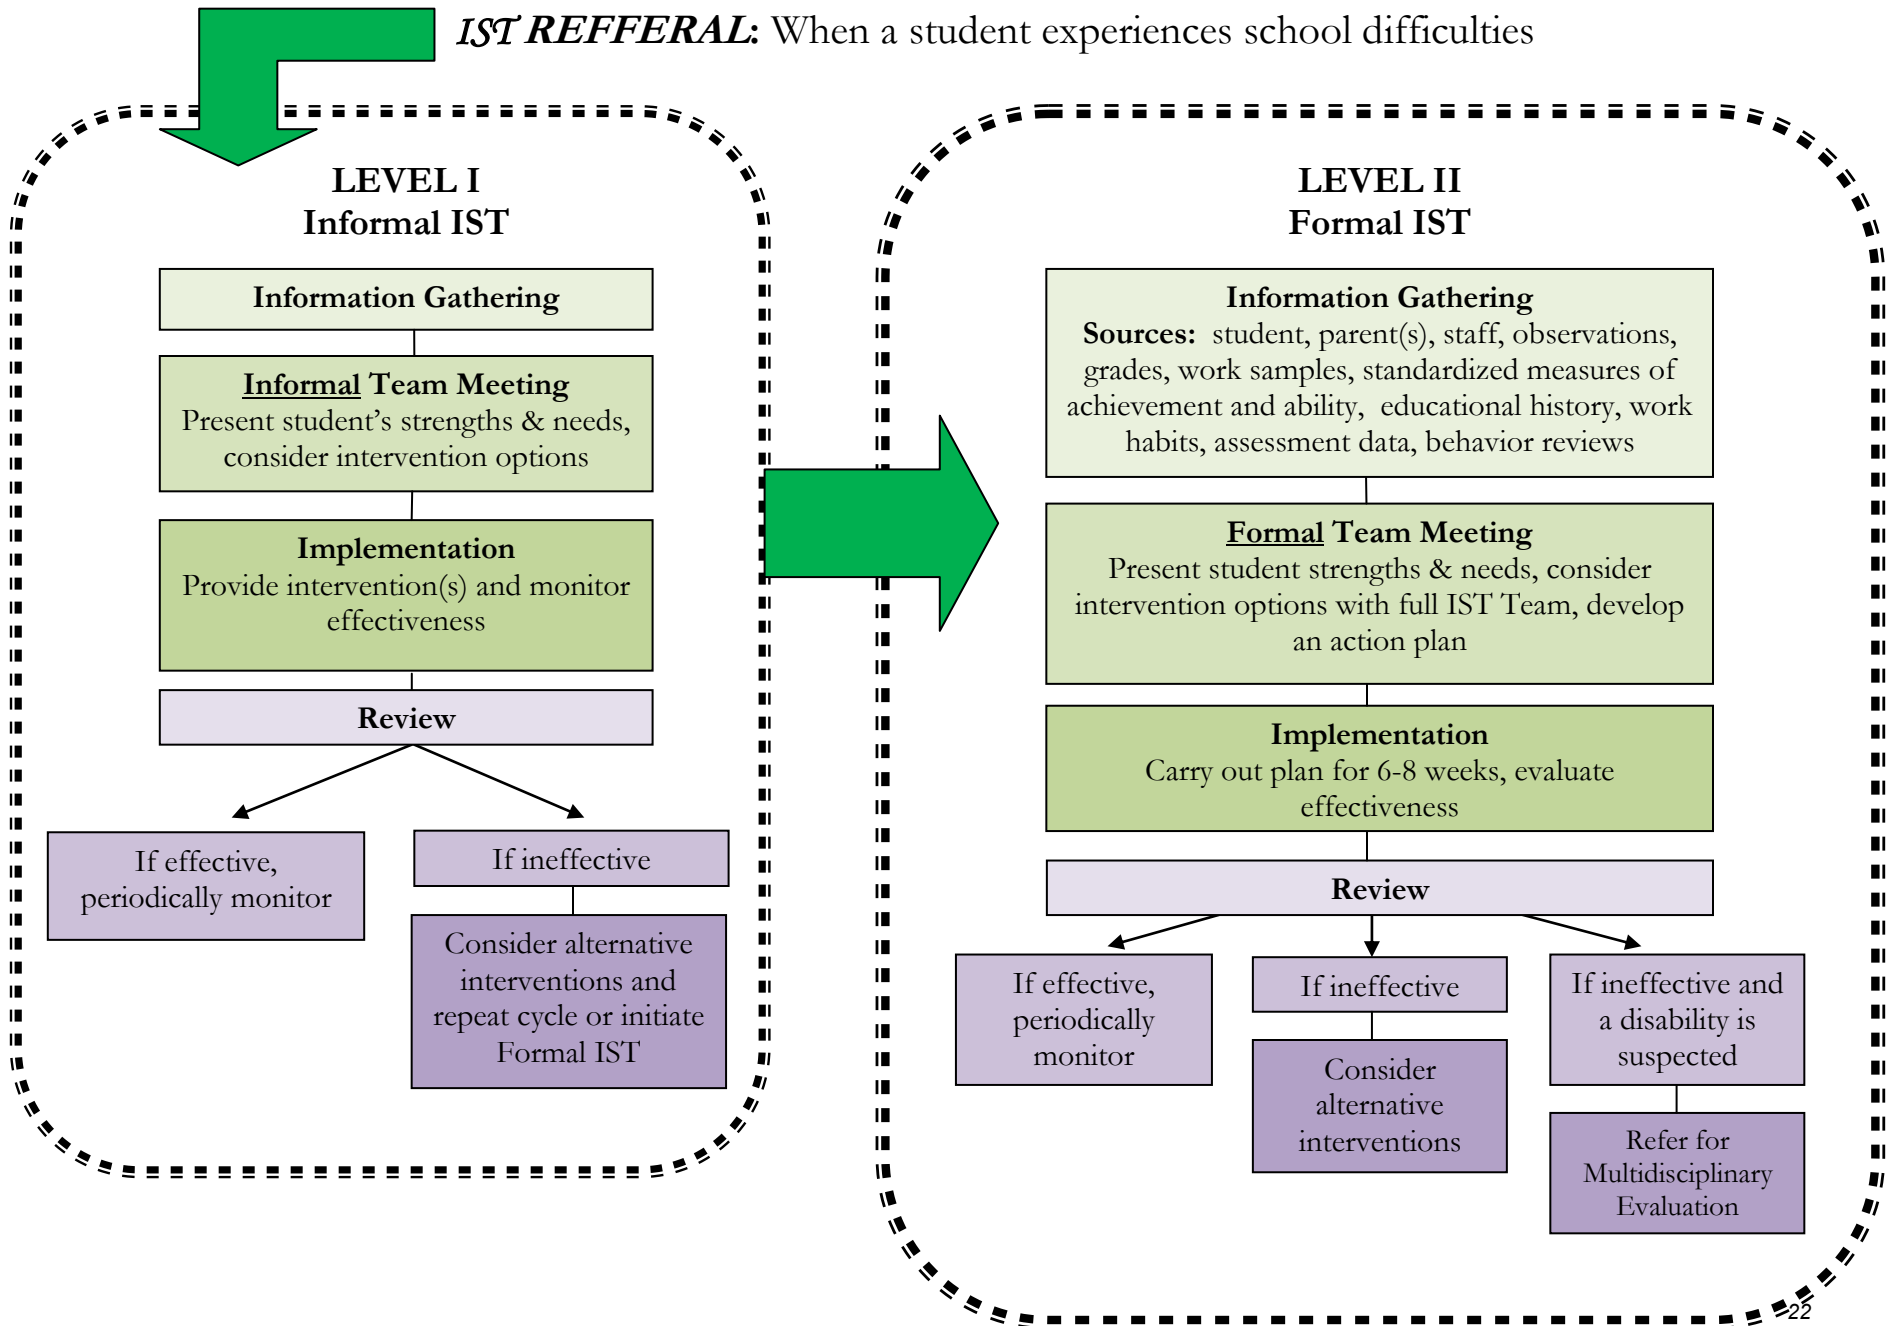 IST REFFERAL: When a student experiences school difficulties
LEVEL I
Informal IST
Information Gathering
Informal Team Meeting
Present student’s strengths & needs,
consider intervention options
Implementation
Provide intervention(s) and monitor
effectiveness
Review
If effective,
periodically monitor
If ineffective
Consider alternative
interventions and
repeat cycle or initiate
Formal IST
LEVEL II
Formal IST
Information Gathering
Sources: student, parent(s), staff, observations,
grades, work samples, standardized measures of
achievement and ability, educational history, work
habits, assessment data, behavior reviews
Formal Team Meeting
Present student strengths & needs, consider
intervention options with full IST Team, develop
an action plan
Implementation
Carry out plan for 6-8 weeks, evaluate
effectiveness
Review
If effective,
periodically
monitor
If ineffective
Consider
alternative
interventions
If ineffective and
a disability is
suspected
Refer for
Multidisciplinary
Evaluation
22